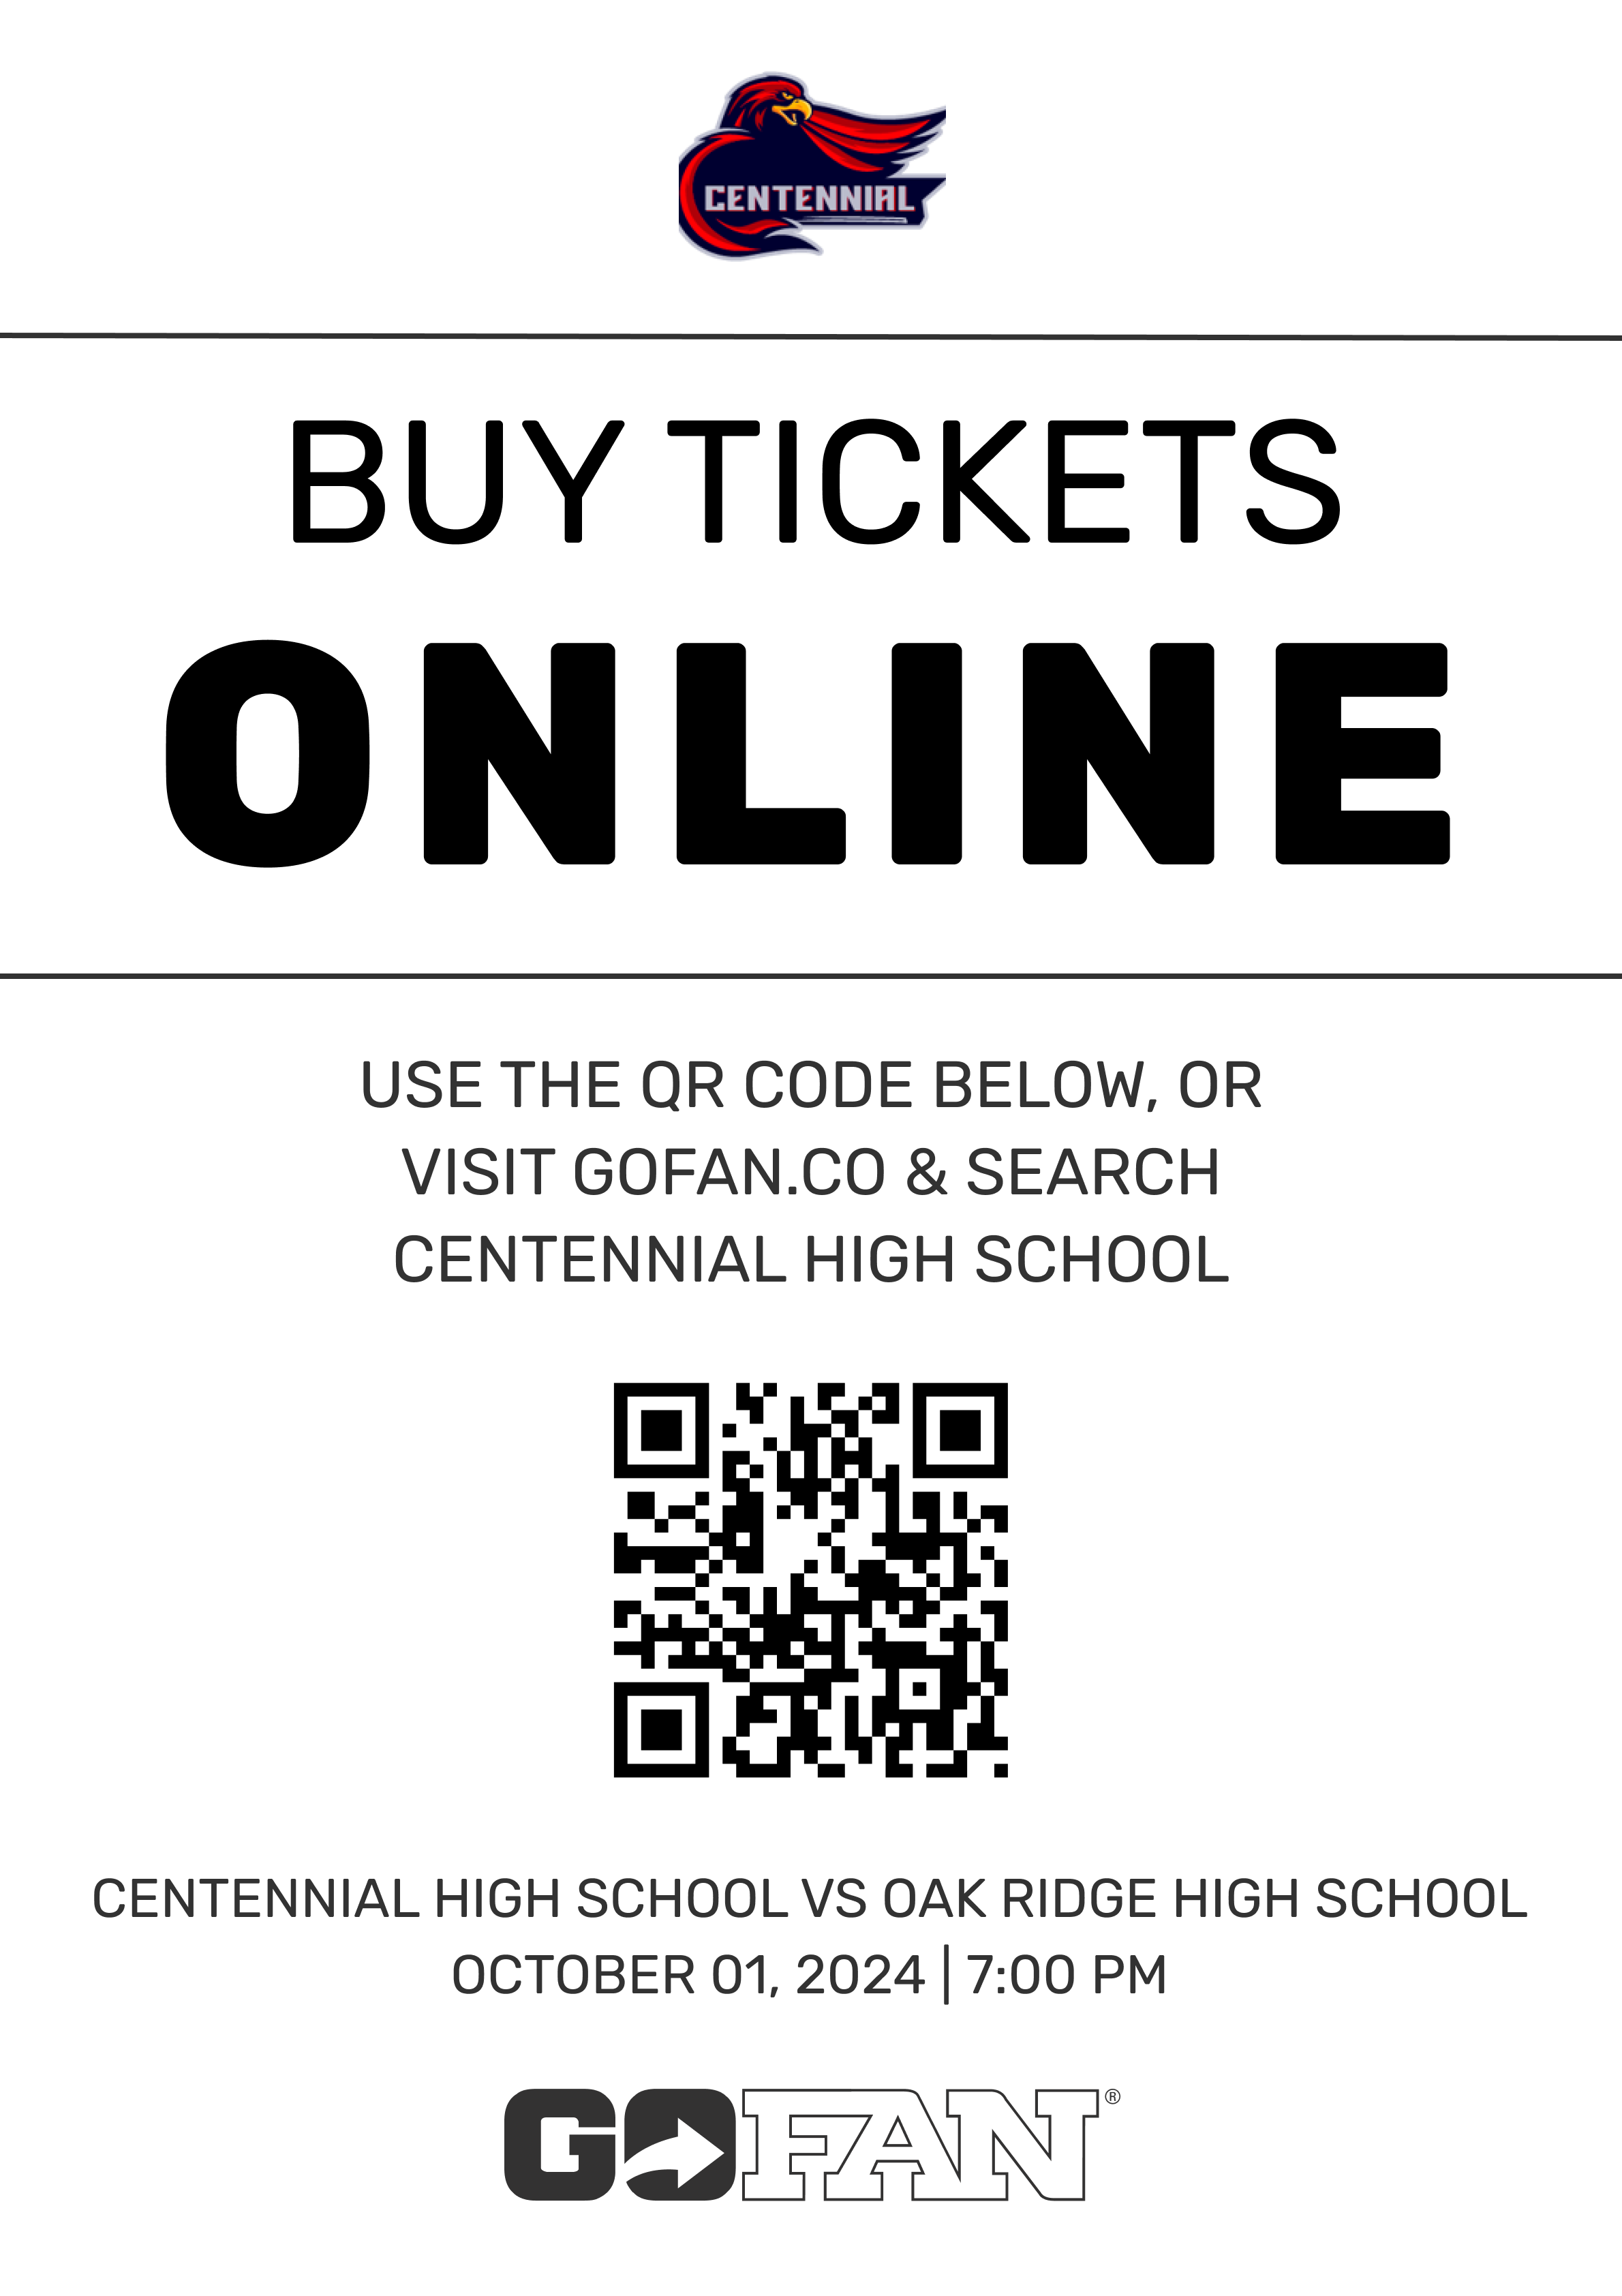 CENTENNIAL
BUY TICKETS
ONLINE
USE THE QR CODE BELOW, OR
VISIT GOFAN.CO & SEARCH
CENTENNIAL HIGH SCHOOL
CENTENNIAL HIGH SCHOOL VS OAK RIDGE HIGH SCHOOL
OCTOBER 01, 2024 | 7:00 PM
GOFAN®